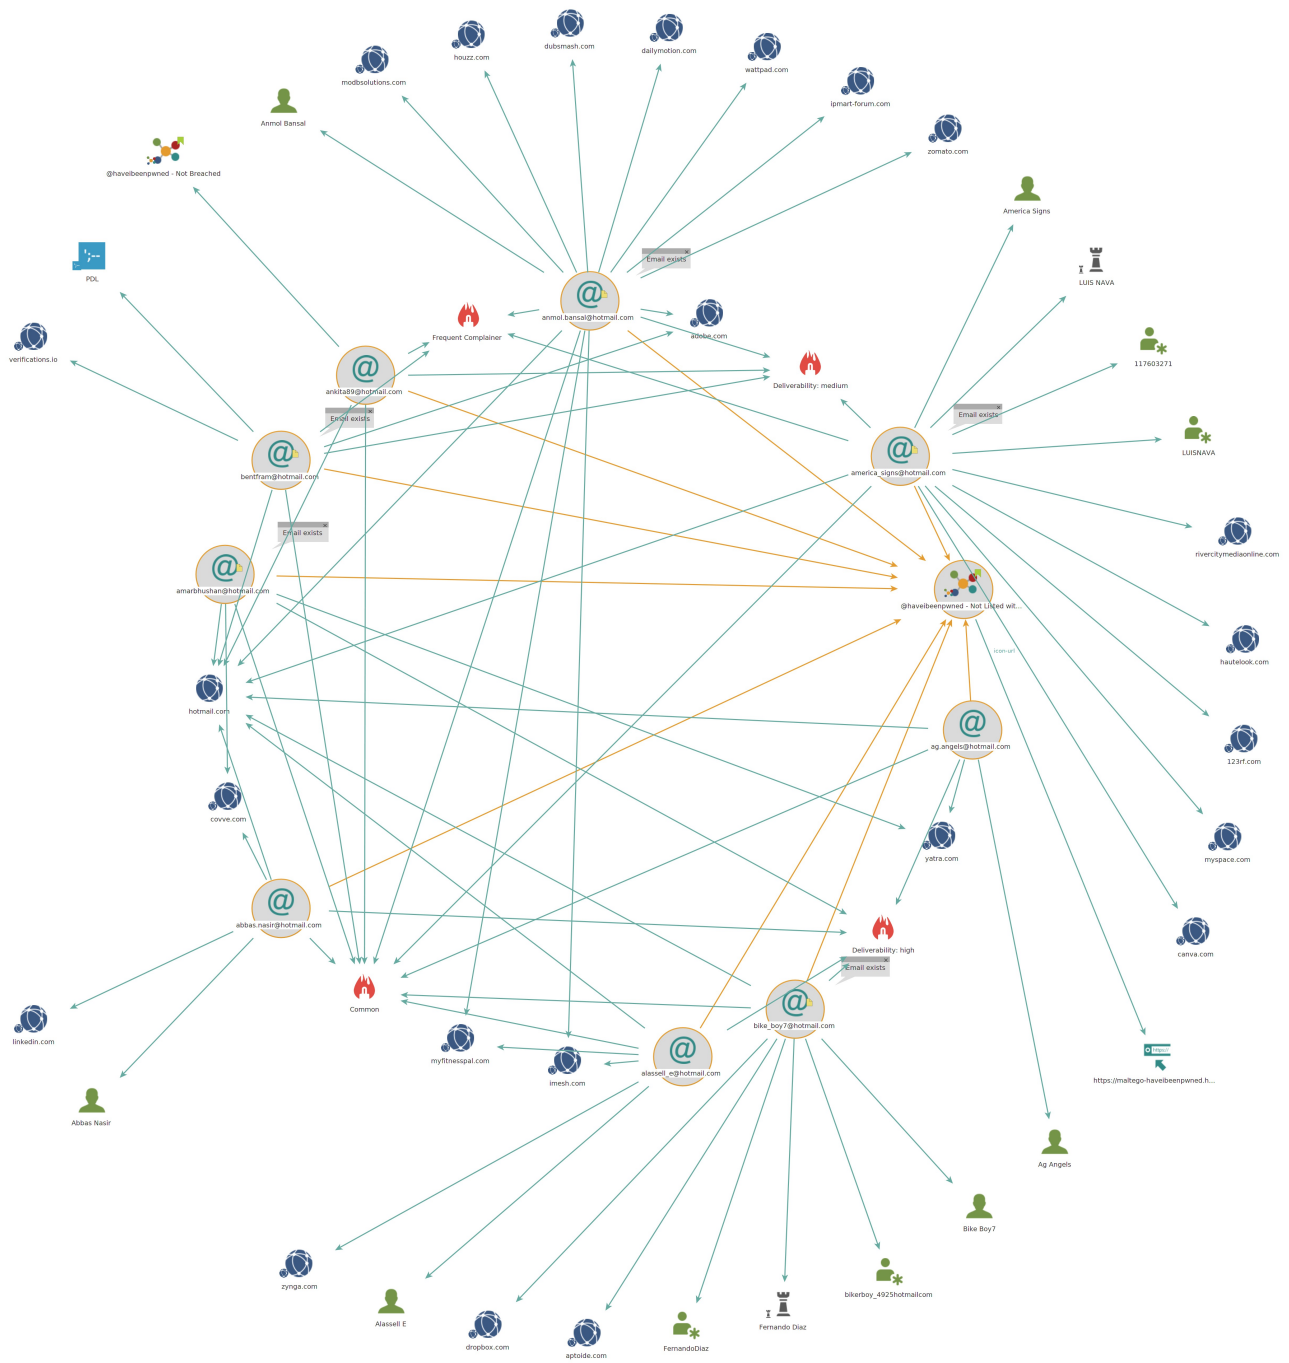 dubsmash.com
dailymotion.com
houzz.com
wattpad.com
modbsolutions.com
ipmart-forum.com
Anmol Bansal
zomato.com
@haveibeenpwned - Not Breached
America Signs
Email exists
PDL
LUIS NAVA
anmol.bansal@hotmail.com
adobe.com
Frequent Complainer
verifications.io
117603271
Deliverability: medium
ankita89@hotmail.com
Email exists
Email exists
LUISNAVA
america_signs@hotmail.com
bentfram@hotmail.com
Email exists
rivercitymediaonline.com
amarbhushan@hotmail.com
@haveibeenpwned - Not Listed wit...
icon-url
hautelook.com
hotmail.com
ag.angels@hotmail.com
123rf.com
covve.com
yatra.com
myspace.com
abbas.nasir@hotmail.com
Deliverability: high
canva.com
Email exists
Common
bike_boy7@hotmail.com
linkedin.com
myfitnesspal.com
alassell_e@hotmail.com
imesh.com
https://
https://maltego-haveibeenpwned.h...
Abbas Nasir
Ag Angels
Bike Boy7
zynga.com
bikerboy_4925hotmailcom
Alassell E
Fernando Diaz
dropbox.com
FernandoDiaz
aptoide.com